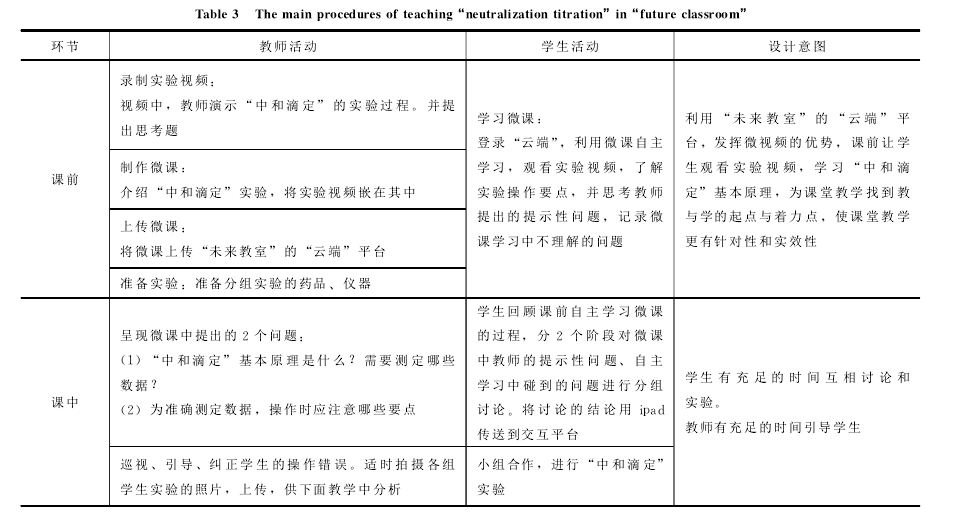 Table 3 The main procedures of teaching “neutralization titration” in “future classroom”
环节 教师活动 学生活动 设计意图
课前
录制实验视频：
视频中，教师演示“中和滴定”的实验过程。并提
出思考题
制作微课：
介绍“中和滴定”实验，将实验视频嵌在其中
上传微课：
将微课上传“未来教室”的“云端”平台
准备实验：准备分组实验的药品、仪器
学习微课：
登录“云端”，利用微课自主
学习，观看实验视频，了解
实验操作要点，并思考教师
提出的提示性问题，记录微
课学习中不理解的问题
利用“未来教室”的“云端”平
台，发挥微视频的优势，课前让学
生观看实验视频，学习“中和滴
定”基本原理，为课堂教学找到教
与学的起点与着力点，使课堂教学
更有针对性和实效性
课中
呈现微课中提出的2个问题：
(1)“中和滴定”基本原理是什么？需要测定哪些
数据？
(2)为准确测定数据，操作时应注意哪些要点
学生回顾课前自主学习微课
的过程，分2个阶段对微课
中教师的提示性问题、自主
学习中碰到的问题进行分组
讨论。将讨论的结论用ipad
传送到交互平台
学生有充足的时间互相讨论和
实验。
教师有充足的时间引导学生
巡视、引导、纠正学生的操作错误。适时拍摄各组
学生实验的照片，上传，供下面教学中分析
小组合作，进行“中和滴定”
实验